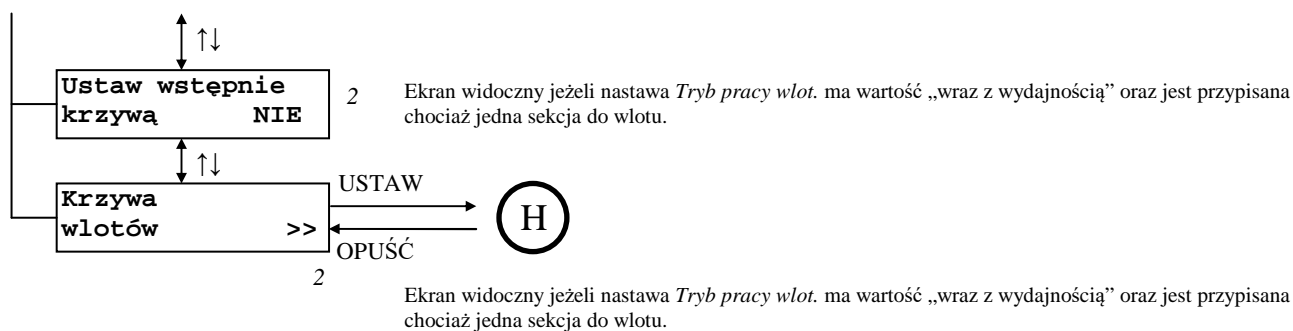 ↑↓
Ustaw wstępnie
krzywą NIE
2
Ekran widoczny jeżeli nastawa Tryb pracy wlot. ma wartość „wraz z wydajnością” oraz jest przypisana
chociaż jedna sekcja do wlotu.
↑↓
Krzywa
wlotów >>
USTAW
OPUŚĆ
H
2
Ekran widoczny jeżeli nastawa Tryb pracy wlot. ma wartość „wraz z wydajnością” oraz jest przypisana
chociaż jedna sekcja do wlotu.